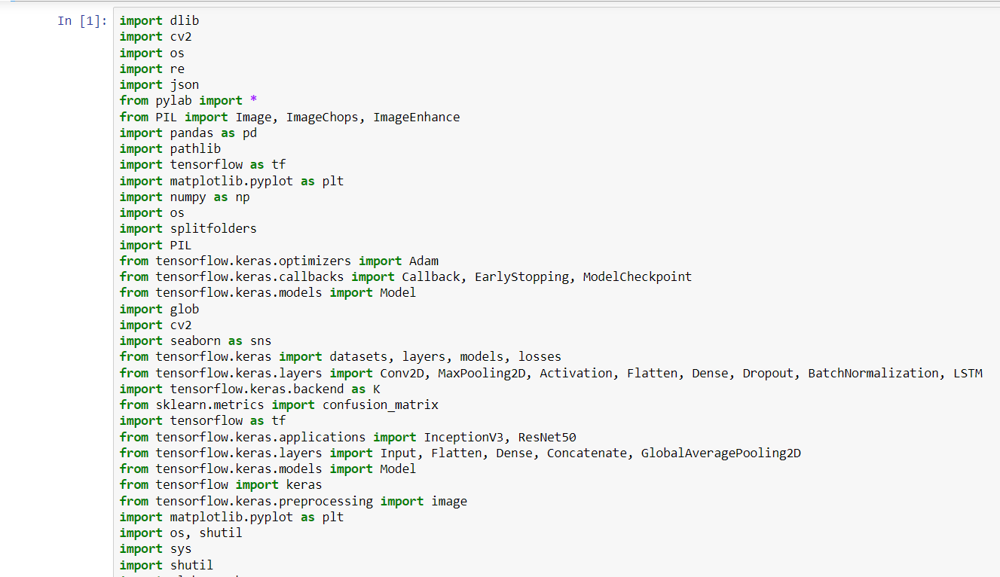 In [1]:
import dlib
import cv2
import os
import re
import json
from pylab import *
from PIL import Image, ImageChops, ImageEnhance
import pandas as pd
import pathlib
import tensorflow as tf
import matplotlib.pyplot as plt
import numpy as np
import os
import splitfolders
import PIL
from tensorflow.keras.optimizers import Adam
from tensorflow.keras.callbacks import Callback, EarlyStopping, ModelCheckpoint
from tensorflow.keras.models import Model
import glob
import cv2
import seaborn as sns
from tensorflow.keras import datasets, layers, models, losses
from tensorflow.keras.layers import Conv2D, MaxPooling2D, Activation, Flatten, Dense, Dropout, BatchNormalization, LSTM
import tensorflow.keras.backend as K
from sklearn.metrics import confusion_matrix
import tensorflow as tf
from tensorflow.keras.applications import InceptionV3, ResNet50
from tensorflow.keras.layers import Input, Flatten, Dense, Concatenate, GlobalAveragePooling2D
from tensorflow.keras.models import Model
from tensorflow import keras
from tensorflow.keras.preprocessing import image
import matplotlib.pyplot as plt
import os, shutil
import sys
import shutil